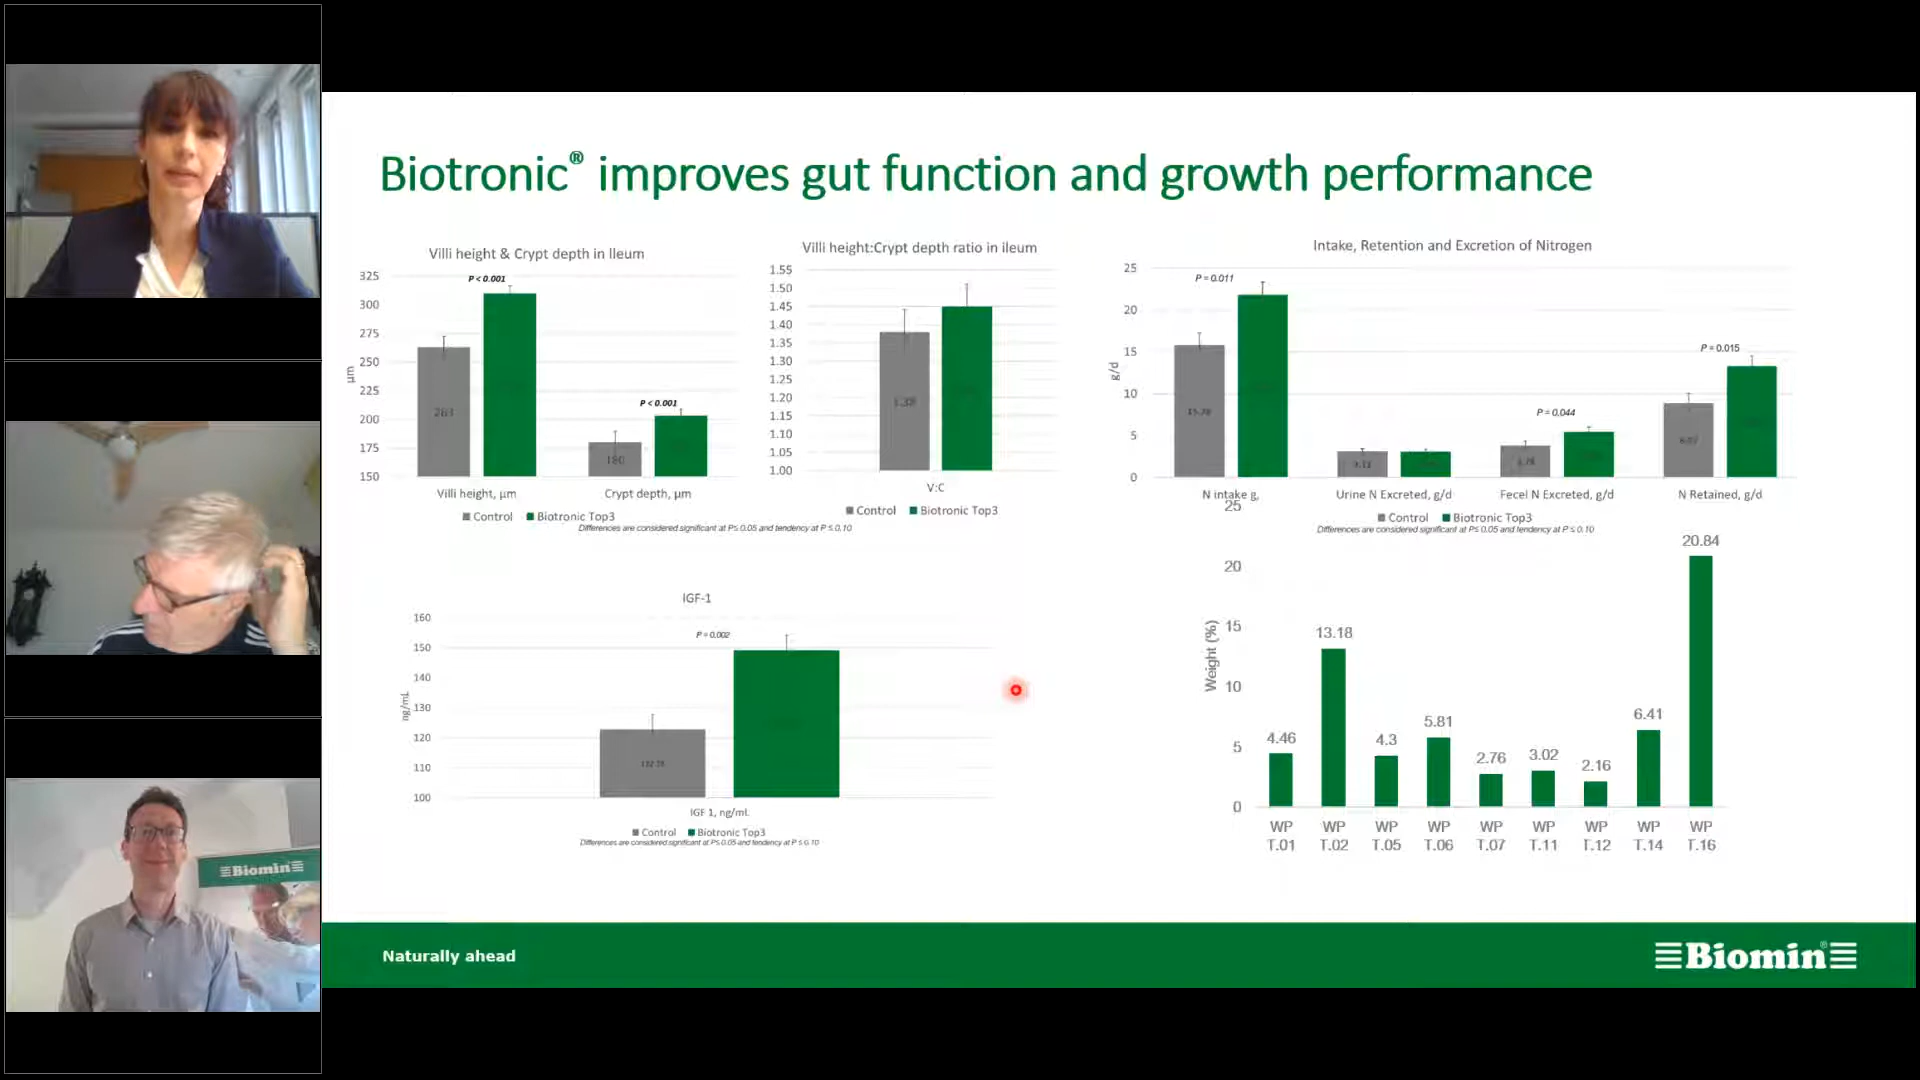 Biotronic® improves gut function and growth performance
Villi height & Crypt depth in Ileum
325
300
275
250
225
200
175
150
µm
P < 0.001
P < 0.001
263
180
Villi height, µm
Crypt depth, µm
Control
Biotronic Top3
Villi height:Crypt depth ratio in ileum
1.55
1.50
1.45
1.40
1.35
1.30
1.25
1.20
1.15
1.10
1.05
1.00
1.38
V:C
Control
Biotronic Top3
Differences are considered significant at P≤ 0.05 and tendency at P ≤ 0.10
Intake, Retention and Excretion of Nitrogen
25
20
15
10
5
0
g/d
P = 0.011
P = 0.044
P = 0.015
15.78
N intake g,
Urine N Excreted, g/d
Fecel N Excreted, g/d
N Retained, g/d
Control
Biotronic Top3
Differences are considered significant at P≤ 0.05 and tendency at P ≤ 0.10
IGF-1
160
150
140
130
120
110
100
ng/mL
P = 0.002
IGF 1, ng/mL
Control
Biotronic Top3
Differences are considered significant at P≤ 0.05 and tendency at P ≤ 0.10
25
20
15
10
5
0
Weight (%)
4.46
13.18
4.3
5.81
2.76
3.02
2.16
6.41
20.84
WP T.01
WP T.02
WP T.05
WP T.06
WP T.07
WP T.11
WP T.12
WP T.14
WP T.16
Biomin
Naturally ahead
Biomin®